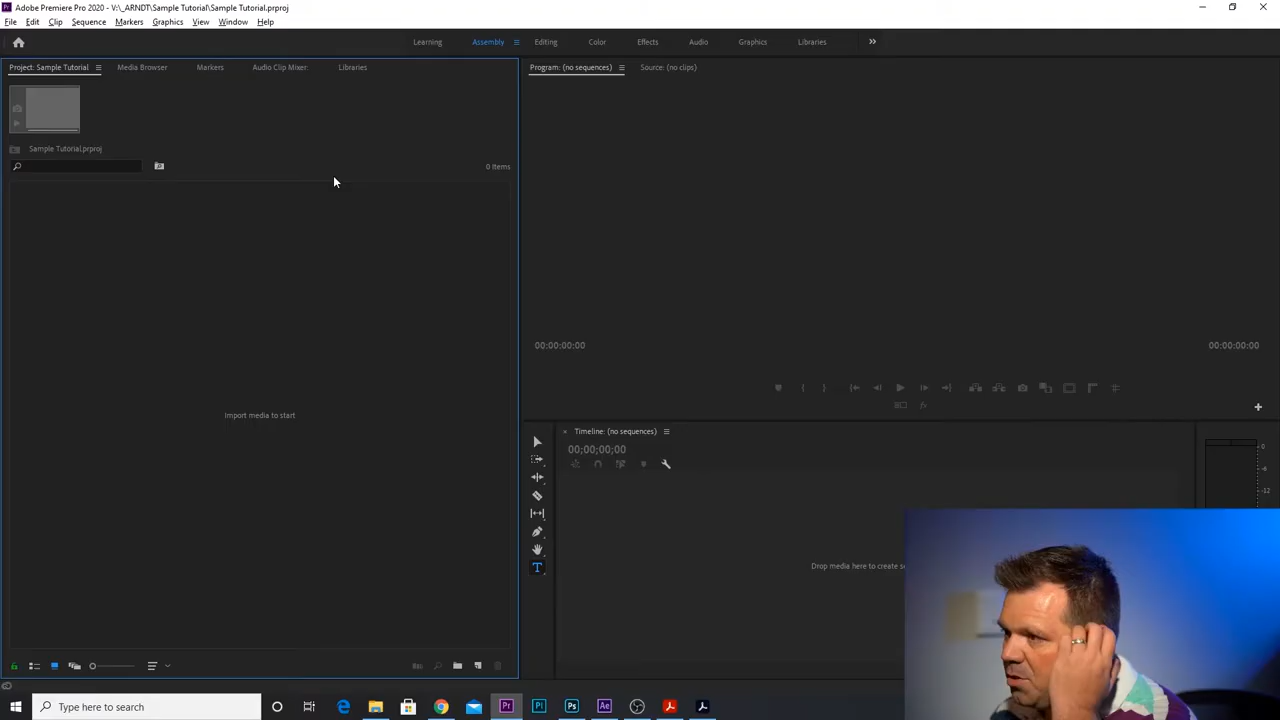 Adobe Premiere Pro 2020 - V:\_ARNDT\Sample Tutorial\Sample Tutorial.prproj
File Edit Clip Sequence Markers Graphics View Window Help
Learning Assembly Editing Color Effects Audio Graphics Libraries
Project: Sample Tutorial Media Browser Markers Audio Clip Mixer: Libraries
Program: (no sequences) Source: (no clips)
Sample Tutorial.prproj
0 Items
Import media to start
00;00;00;00 00;00;00;00
Timeline: (no sequences)
00;00;00;00
0
-6
-12
Drop media here to create
Type here to search